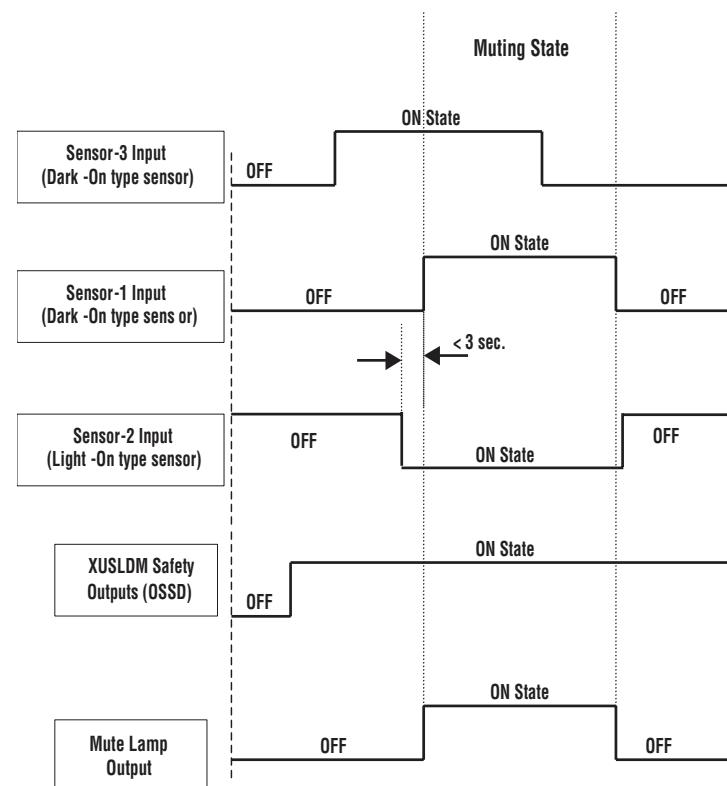 Muting State
ON State
Sensor-3 Input
(Dark -On type sensor)
OFF
ON State
Sensor-1 Input
(Dark -On type sens or)
OFF
OFF
< 3 sec.
Sensor-2 Input
(Light -On type sensor)
OFF
OFF
ON State
ON State
XUSLDM Safety
Outputs (OSSD)
OFF
ON State
Mute Lamp
Output
OFF
OFF